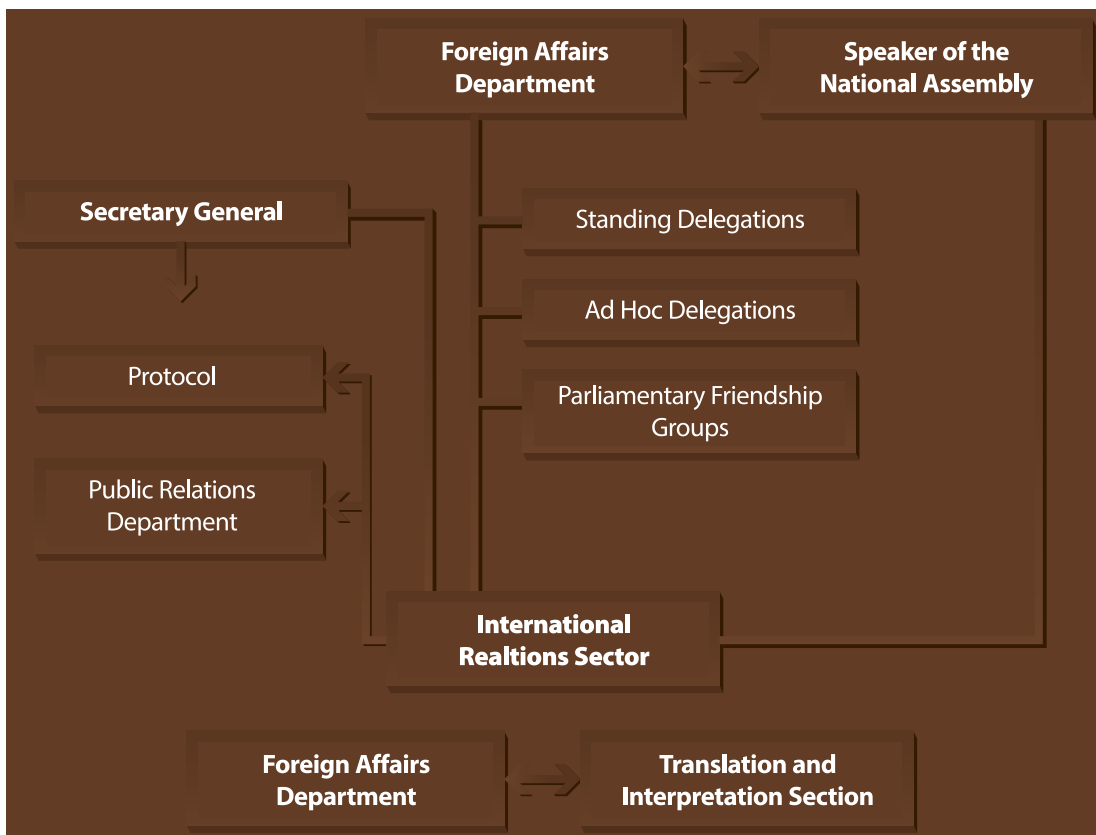 Foreign Affairs
Department
Speaker of the
National Assembly
Secretary General
Standing Delegations
Ad Hoc Delegations
Protocol
Parliamentary Friendship
Groups
Public Relations
Department
International
Realtions Sector
Foreign Affairs
Department
Translation and
Interpretation Section